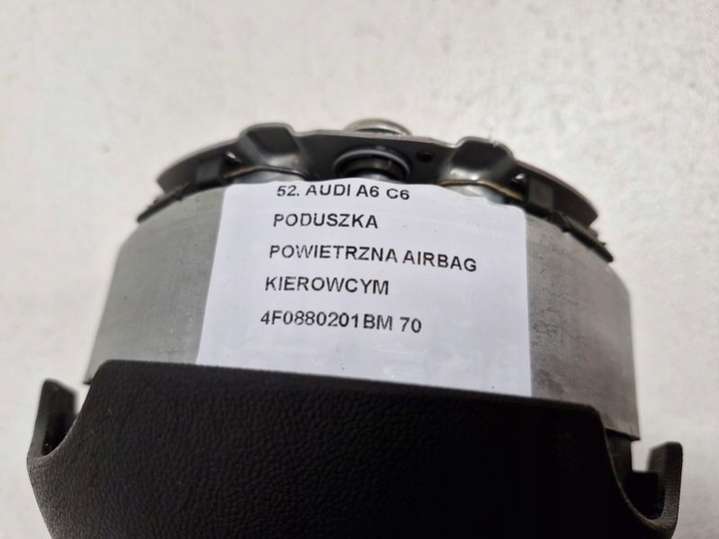 52. AUDI A6 C6
PODUSZKA
POWIETRZNA AIRBAG
KIEROWCYM
4F0880201BM 70